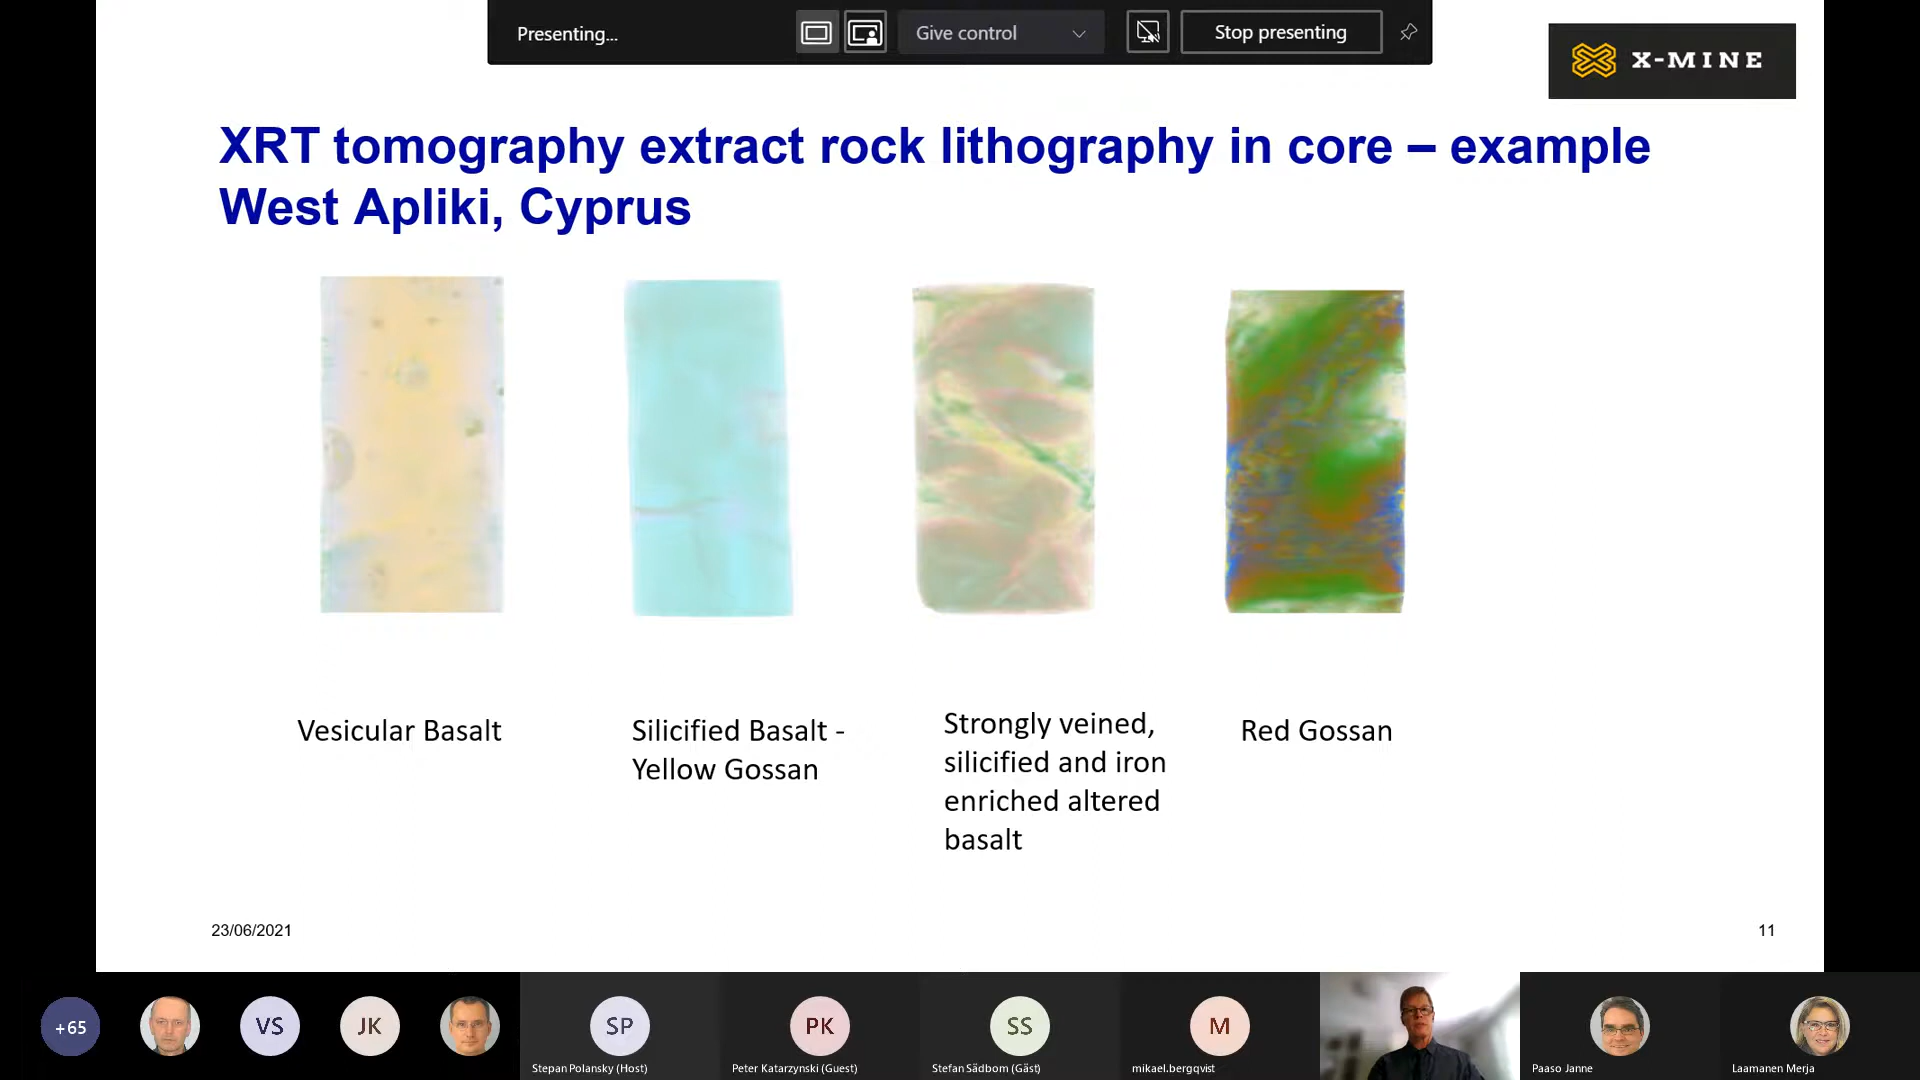 Presenting...
Give control
Stop presenting
X-MINE
XRT tomography extract rock lithography in core – example
West Apliki, Cyprus
Vesicular Basalt
Silicified Basalt -
Yellow Gossan
Strongly veined,
silicified and iron
enriched altered
basalt
Red Gossan
23/06/2021
11
+65
VS
JK
SP
Stepan Polansky (Host)
PK
Peter Katarzynski (Guest)
SS
Stefan Sädbom (Gäst)
M
mikael.bergqvist
Paaso Janne
Laamanen Merja